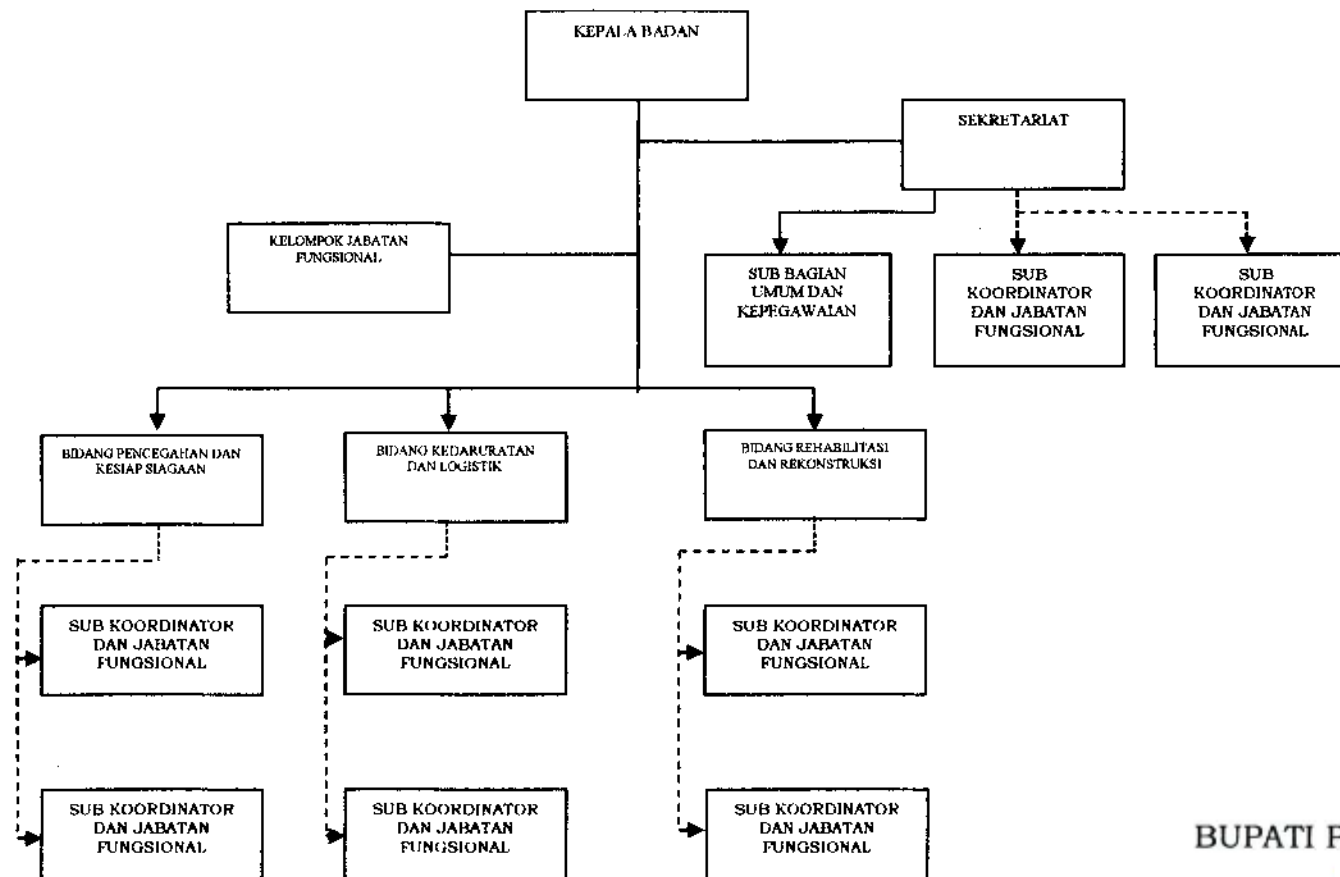 KEPALA BADAN
SEKRETARIAT
KELOMPOK JABATAN
FUNGSIONAL
SUB BAGIAN
UMUM DAN
KEPEGAWAIAN
SUB
KOORDINATOR
DAN JABATAN
FUNGSIONAL
SUB
KOORDINATOR
DAN JABATAN
FUNGSIONAL
BIDANG PENCEGAHAN DAN
KESIAP SIAGAAN
BIDANG KEDARURATAN
DAN LOGISTIK
BIDANG REHABILITASI
DAN REKONSTRUKSI
SUB KOORDINATOR
DAN JABATAN
FUNGSIONAL
SUB KOORDINATOR
DAN JABATAN
FUNGSIONAL
SUB KOORDINATOR
DAN JABATAN
FUNGSIONAL
SUB KOORDINATOR
DAN JABATAN
FUNGSIONAL
SUB KOORDINATOR
DAN JABATAN
FUNGSIONAL
SUB KOORDINATOR
DAN JABATAN
FUNGSIONAL
BUPATI